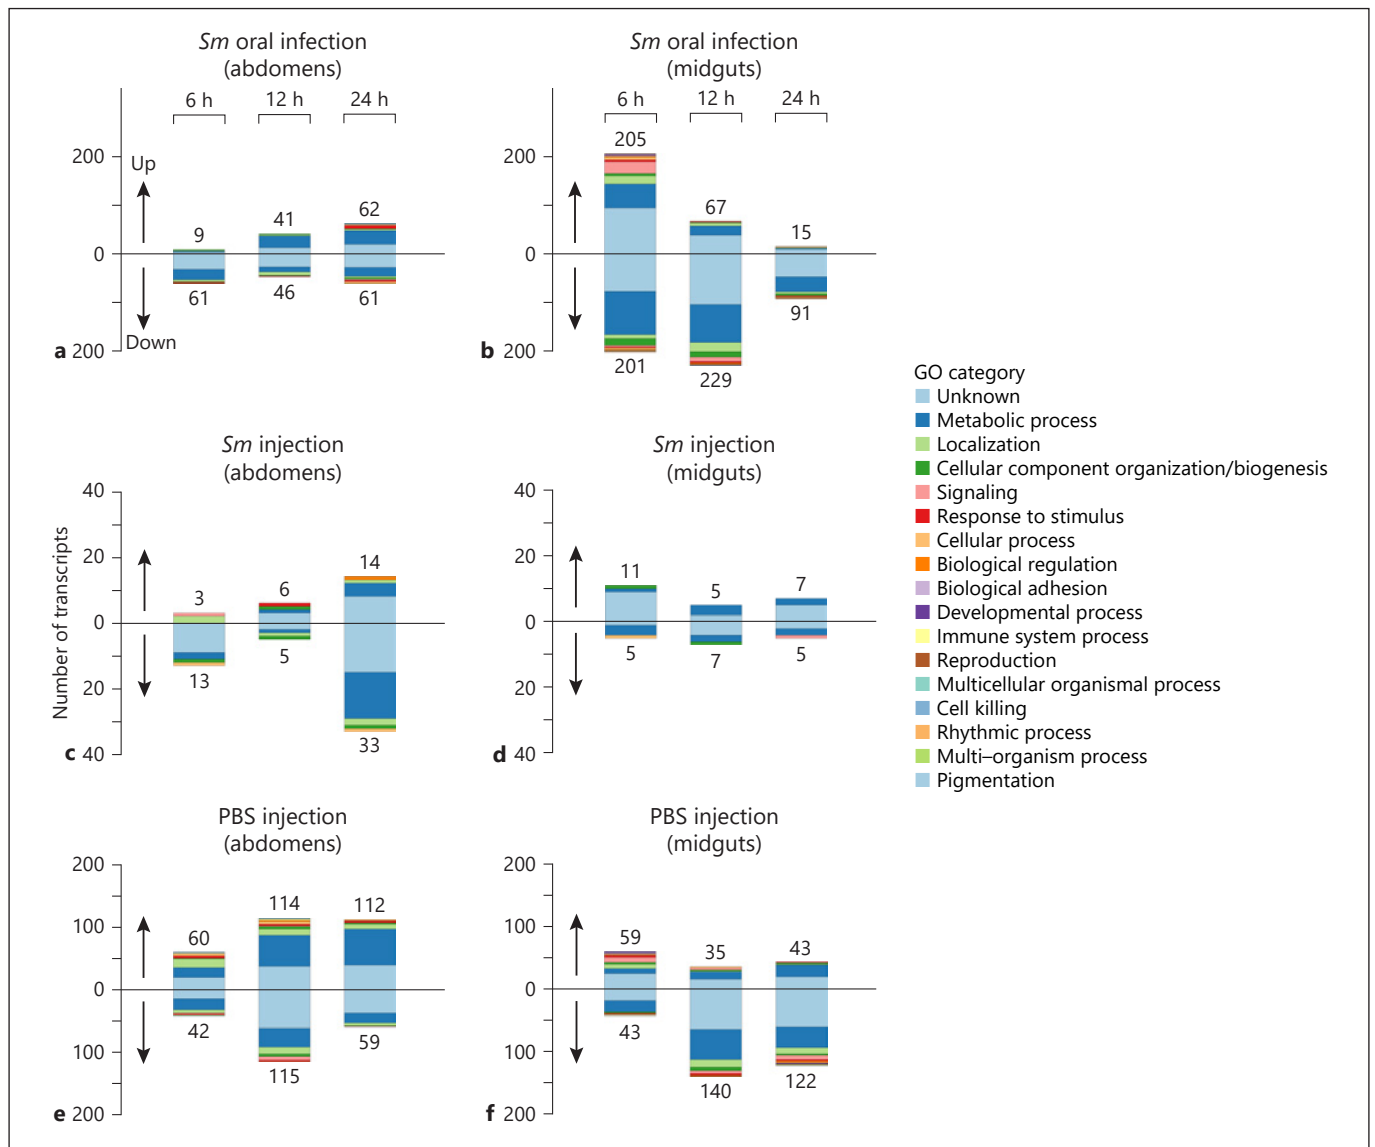 Sm oral infection
(abdomens)
6 h 12 h 24 h
200
Up
9 41 62
0
61 46 61
Down
a 200
Sm oral infection
(midguts)
6 h 12 h 24 h
205
200
67
15
0
91
b 200
201 229
GO category
Unknown
Metabolic process
Localization
Cellular component organization/biogenesis
Signaling
Response to stimulus
Cellular process
Biological regulation
Biological adhesion
Developmental process
Immune system process
Reproduction
Multicellular organismal process
Cell killing
Rhythmic process
Multi–organism process
Pigmentation
Sm injection
(abdomens)
Number of transcripts
40
20
14
3 6
0
5
13
20
33
c 40
Sm injection
(midguts)
40
20
11 5 7
0
5 7 5
20
d 40
PBS injection
(abdomens)
200
100
60 114 112
0
42 115 59
100
e 200
PBS injection
(midguts)
200
100
59 35 43
0
43 140 122
100
f 200